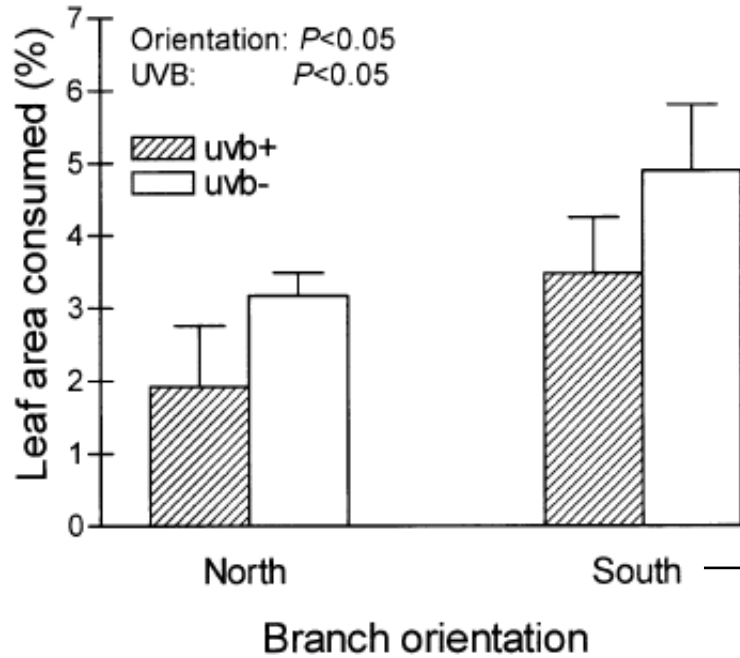 7
6
5
4
3
2
1
0
Leaf area consumed (%)
Orientation: P<0.05
UVB: P<0.05
uvb+
uvb-
North South
Branch orientation